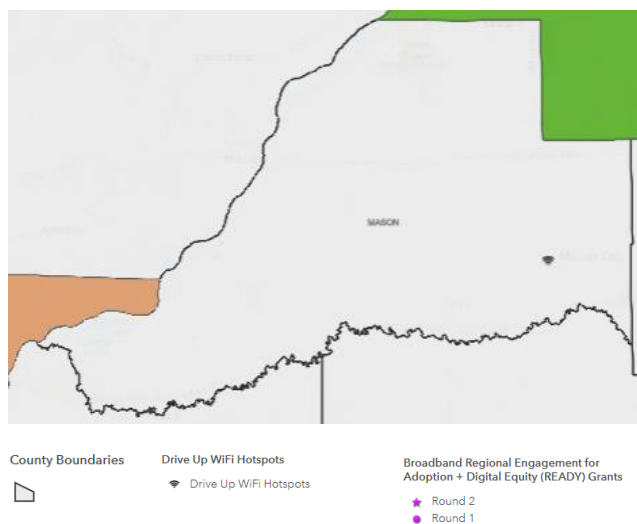 MASON
County Boundaries
Drive Up WiFi Hotspots
Drive Up WiFi Hotspots
Broadband Regional Engagement for
Adoption + Digital Equity (READY) Grants
Round 2
Round 1